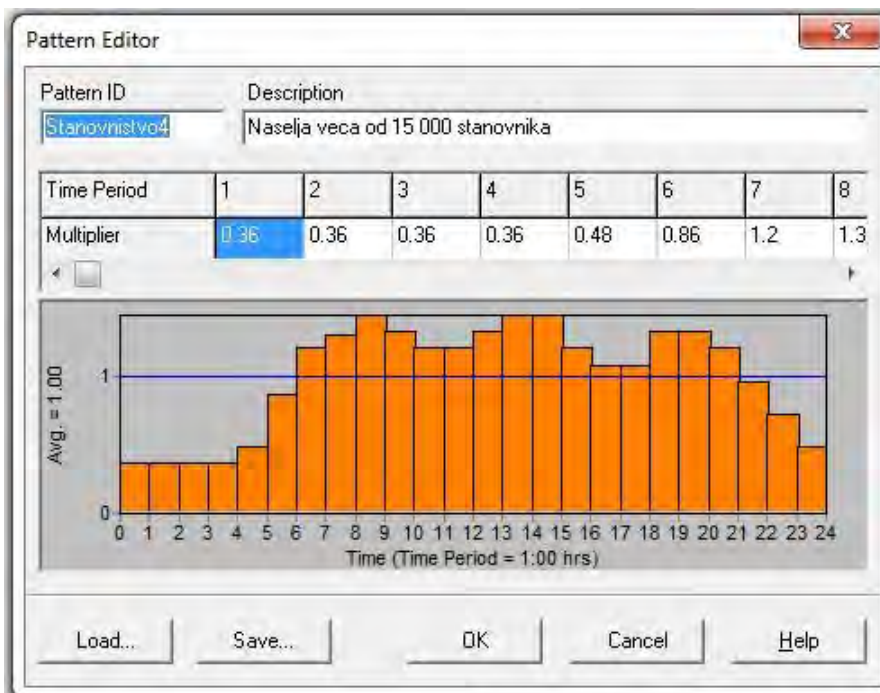 Pattern Editor
Pattern ID Description
Stanovnistvo4 Naselja veca od 15 000 stanovnika
Time Period 1 2 3 4 5 6 7 8
Multiplier 0.36 0.36 0.36 0.36 0.48 0.86 1.2 1.3
Avg. = 1.00
1
0
0 1 2 3 4 5 6 7 8 9 10 11 12 13 14 15 16 17 18 19 20 21 22 23 24
Time (Time Period = 1:00 hrs)
Load... Save... OK Cancel Help